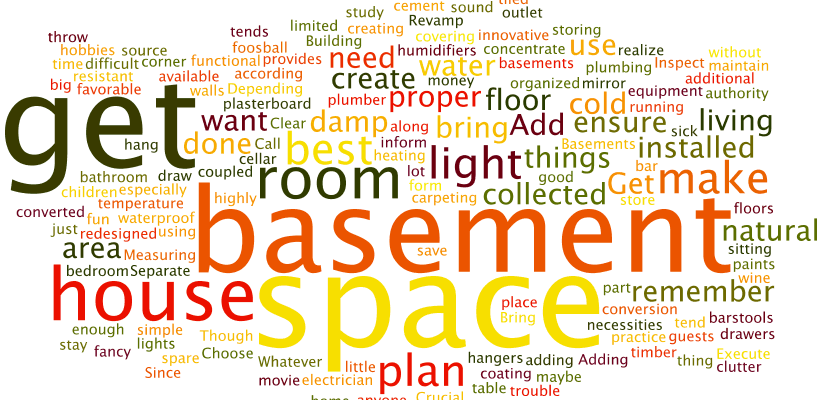 cement sound tried
study outlet
limited creating Revamp
throw tends Building covering innovative storing
hobbies source foosball humidifiers concentrate use realize without
time difficult corner functional provides need water basements plumbing Inspect maintain
resistant available according create money organized mirror additional
big favorable walls Depending plumber proper floor cold equipment authority
get plasterboard running
want Clear damp along bring Add ensure sick living
hang done Call best inform light things Basements installed
cellar heating
bathroom draw coupled room lot good bar
children especially form collected Get make
temperature highly carpeting store
converted fun waterproof basement floors
just redesigned using natural
area Measuring save sitting
bedroom Separate paints
house space part remember wine
place conversion
enough simple Though Bring necessities tend barstools
stay lights practice guests drawers
fancy spare Choose timber thing Execute
Since Whatever little plan hangers adding Adding clutter
movie electrician coating maybe
table trouble
home anyone Crucial